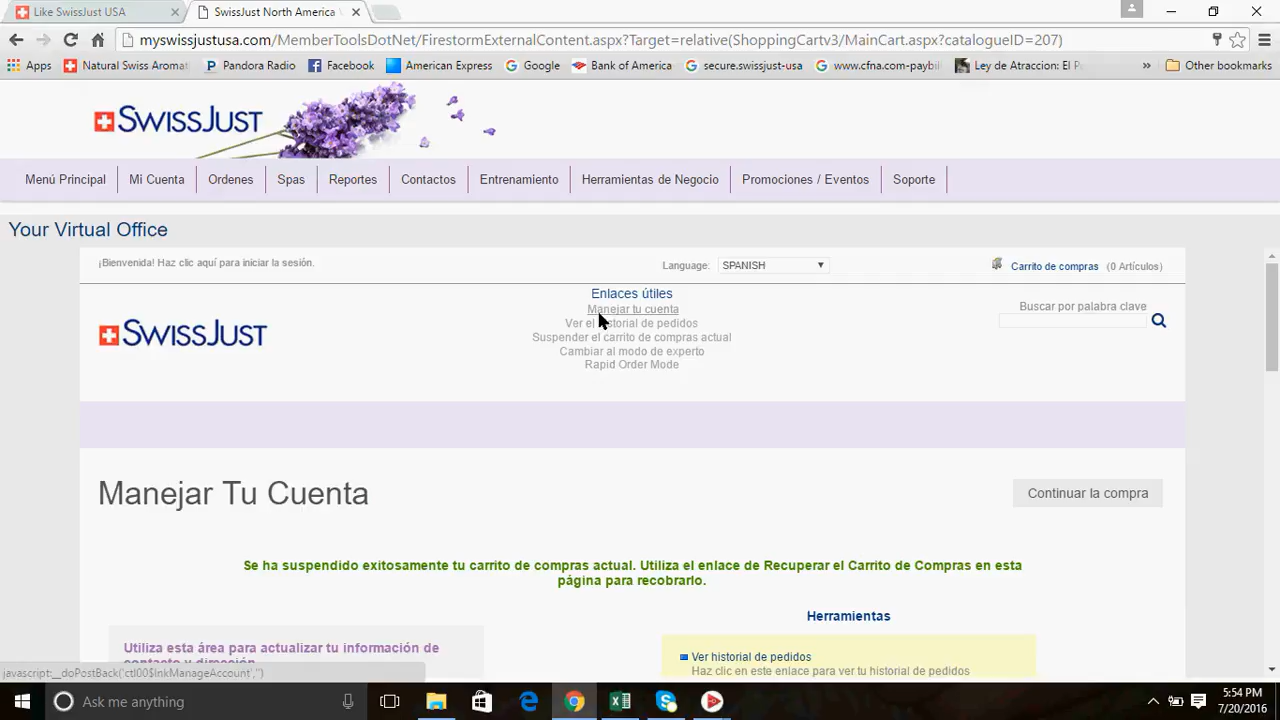 Like SwissJust USA
SwissJust North America
myswissjustusa.com/MemberToolsDotNet/FirestormExternalContent.aspx?Target=relative(ShoppingCartv3/MainCart.aspx?catalogueID=207)
Apps Natural Swiss Aromat Pandora Radio Facebook American Express Google Bank of America secure.swissjust-usa www.cfna.com-paybil Ley de Atraccion: El P » Other bookmarks
SWISSJUST
Menú Principal Mi Cuenta Ordenes Spas Reportes Contactos Entrenamiento Herramientas de Negocio Promociones / Eventos Soporte
Your Virtual Office
¡Bienvenida! Haz clic aquí para iniciar la sesión. Language: SPANISH Carrito de compras (0 Artículos)
Enlaces útiles
Manejar tu cuenta
Ver el historial de pedidos
Suspender el carrito de compras actual
Cambiar al modo de experto
Rapid Order Mode
Buscar por palabra clave
SWISSJUST
Manejar Tu Cuenta
Continuar la compra
Se ha suspendido exitosamente tu carrito de compras actual. Utiliza el enlace de Recuperar el Carrito de Compras en esta
página para recobrarlo.
Herramientas
Utiliza esta área para actualizar tu información de
contacto y dirección
Ver historial de pedidos
Haz clic en este enlace para ver tu historial de pedidos
javascript:__doPostBack('ctl00$lnkManageAccount','')
Ask me anything
5:54 PM
7/20/2016